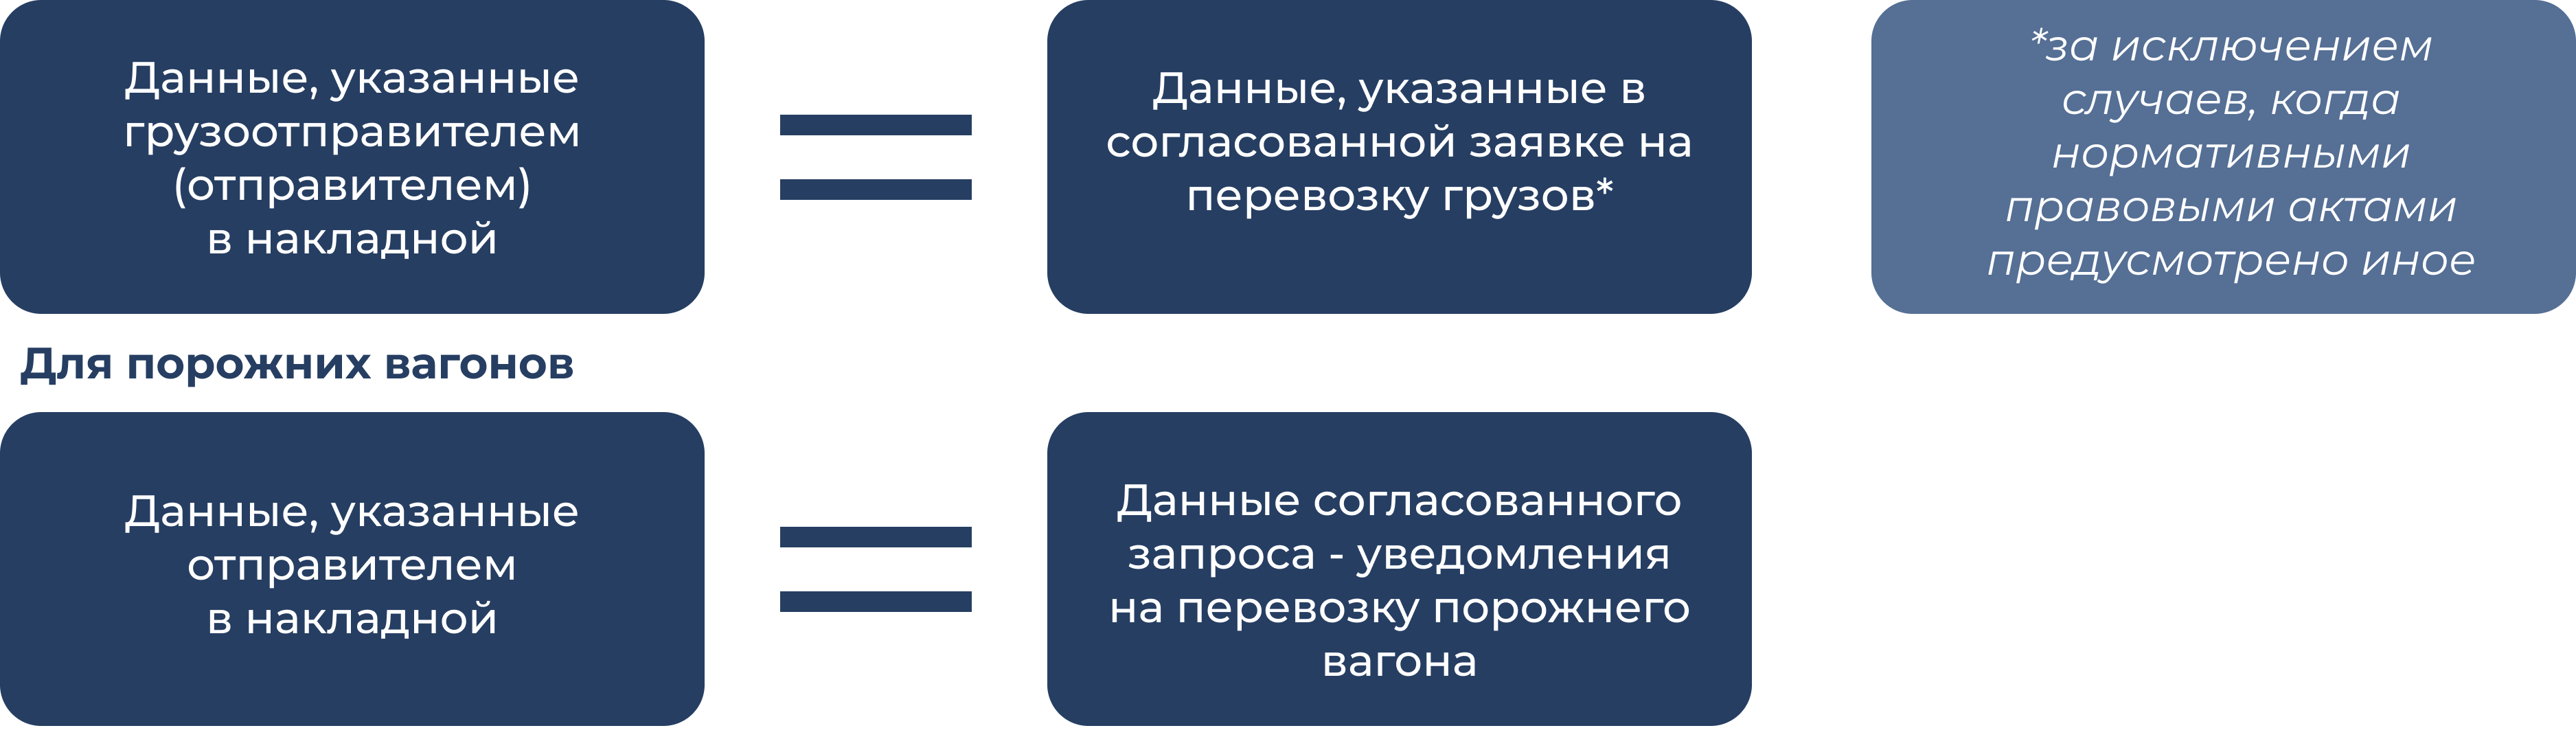 Данные, указанные
грузоотправителем
(отправителем)
в накладной
Данные, указанные в
согласованной заявке на
перевозку грузов*
*за исключением
случаев, когда
нормативными
правовыми актами
предусмотрено иное
Для порожних вагонов
Данные, указанные
отправителем
в накладной
Данные согласованного
запроса - уведомления
на перевозку порожнего
вагона